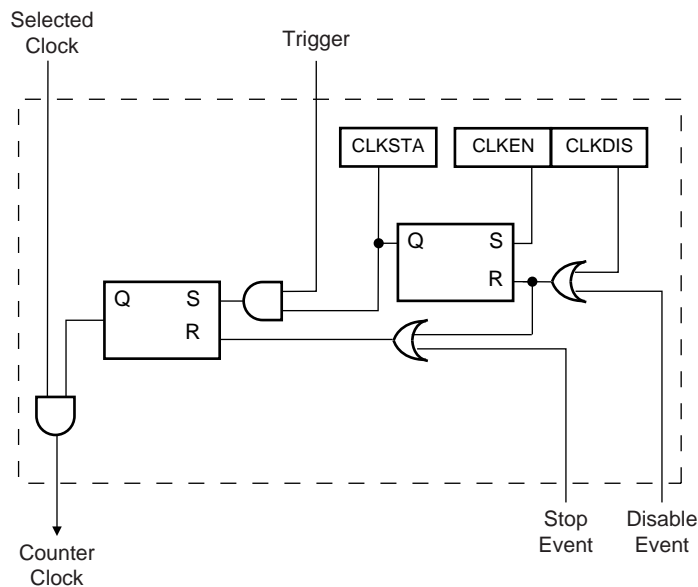 Selected
Clock
Trigger
CLKSTA
CLKEN
CLKDIS
Q
S
R
Q
S
R
Stop
Event
Disable
Event
Counter
Clock